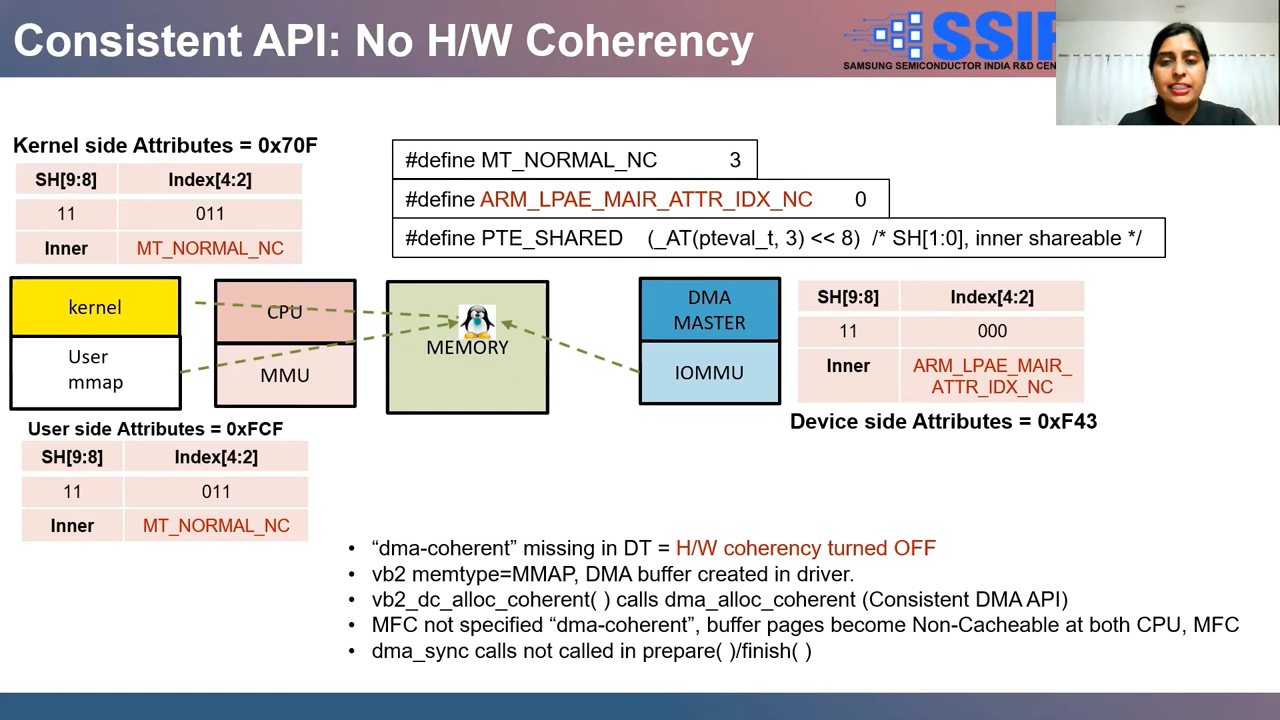 Consistent API: No H/W Coherency
SSIR
SAMSUNG SEMICONDUCTOR INDIA R&D CEN
Kernel side Attributes = 0x70F
SH[9:8] Index[4:2]
11 011
Inner MT_NORMAL_NC
#define MT_NORMAL_NC 3
#define ARM_LPAE_MAIR_ATTR_IDX_NC 0
#define PTE_SHARED (_AT(pteval_t, 3) << 8) /* SH[1:0], inner shareable */
kernel
User
mmap
CPU
MMU
MEMORY
DMA
MASTER
IOMMU
SH[9:8] Index[4:2]
11 000
Inner ARM_LPAE_MAIR_
ATTR_IDX_NC
Device side Attributes = 0xF43
User side Attributes = 0xFCF
SH[9:8] Index[4:2]
11 011
Inner MT_NORMAL_NC
• “dma-coherent” missing in DT = H/W coherency turned OFF
• vb2 memtype=MMAP, DMA buffer created in driver.
• vb2_dc_alloc_coherent( ) calls dma_alloc_coherent (Consistent DMA API)
• MFC not specified “dma-coherent”, buffer pages become Non-Cacheable at both CPU, MFC
• dma_sync calls not called in prepare( )/finish( )